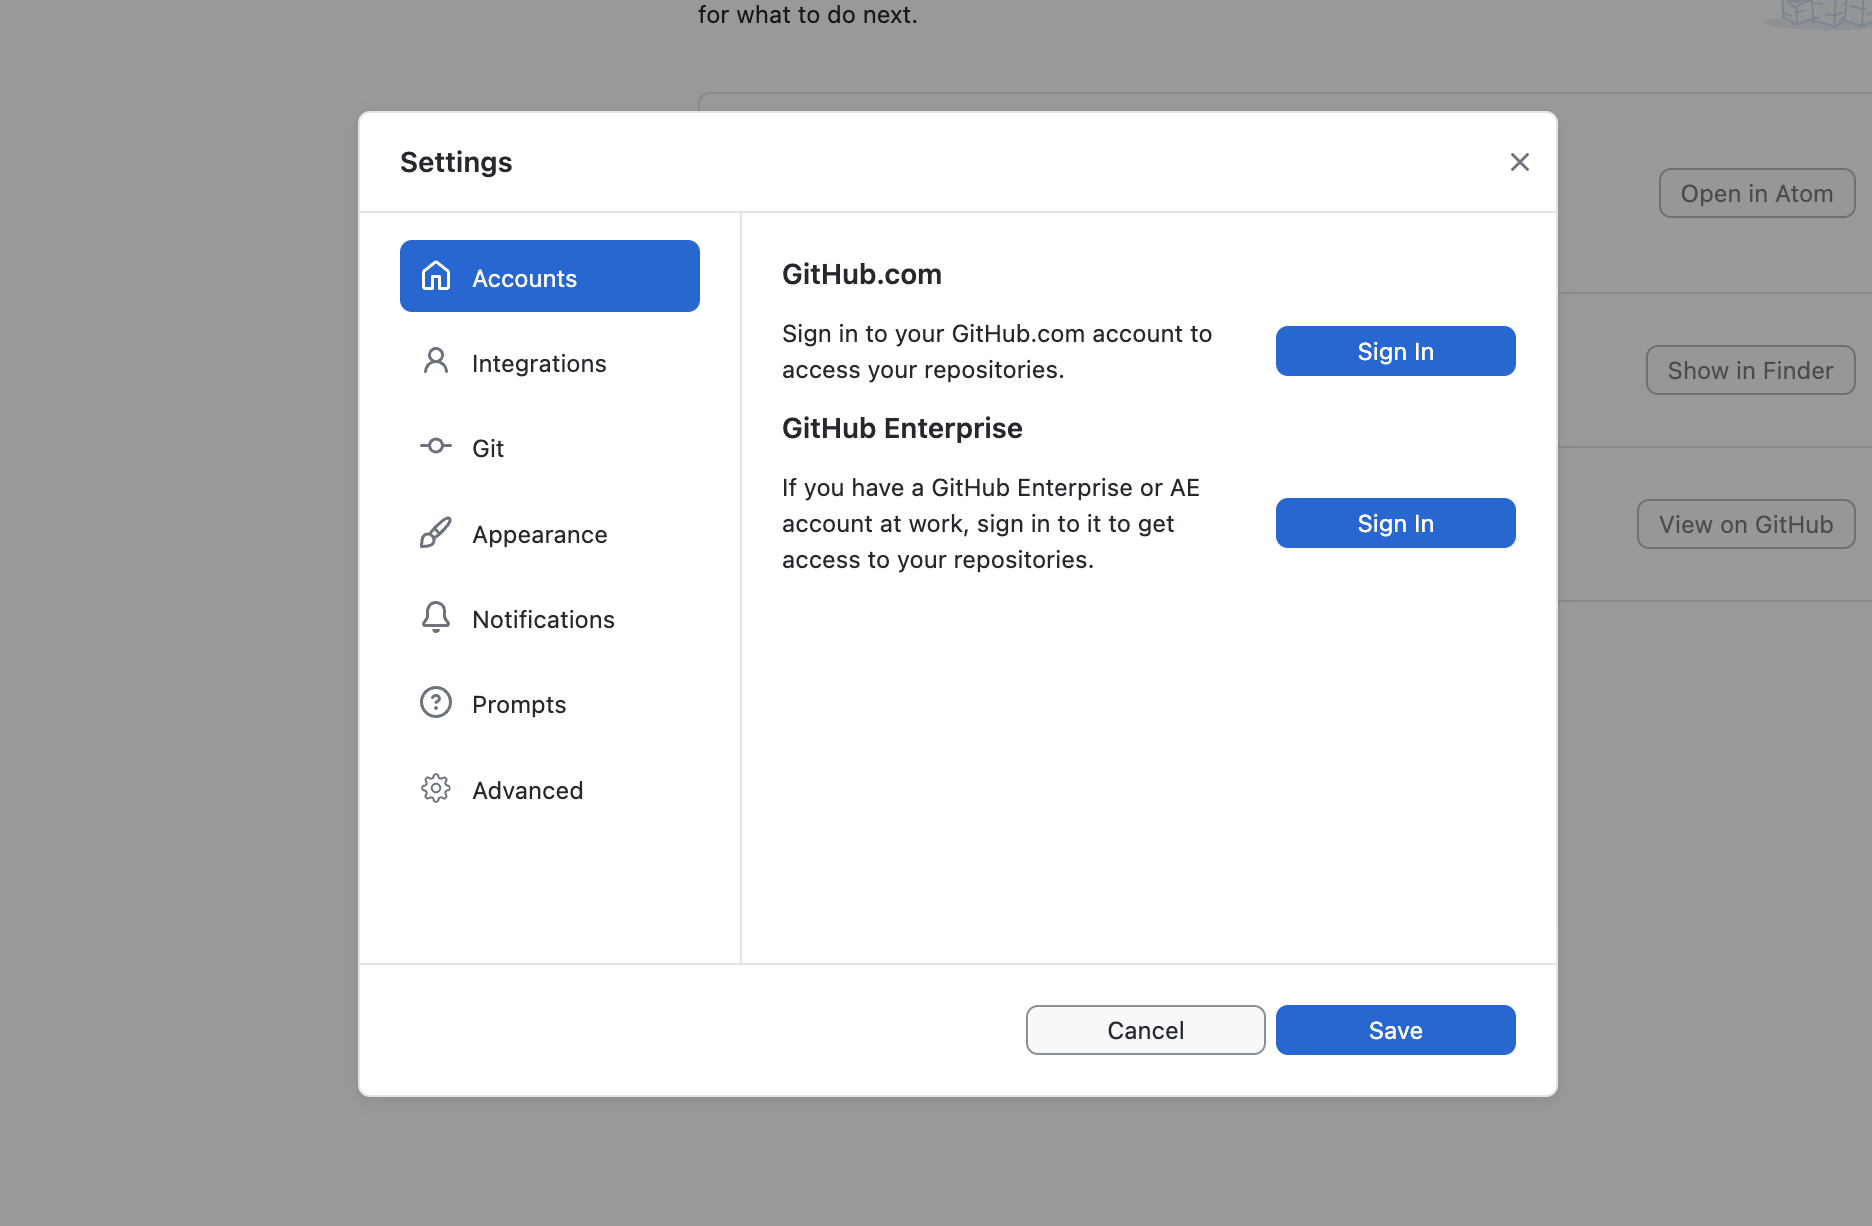 for what to do next.
Settings
Open in Atom
Accounts
GitHub.com
Sign in to your GitHub.com account to
access your repositories.
Sign In
Integrations
Show in Finder
Git
GitHub Enterprise
If you have a GitHub Enterprise or AE
account at work, sign in to it to get
access to your repositories.
Sign In
View on GitHub
Appearance
Notifications
Prompts
Advanced
Cancel
Save